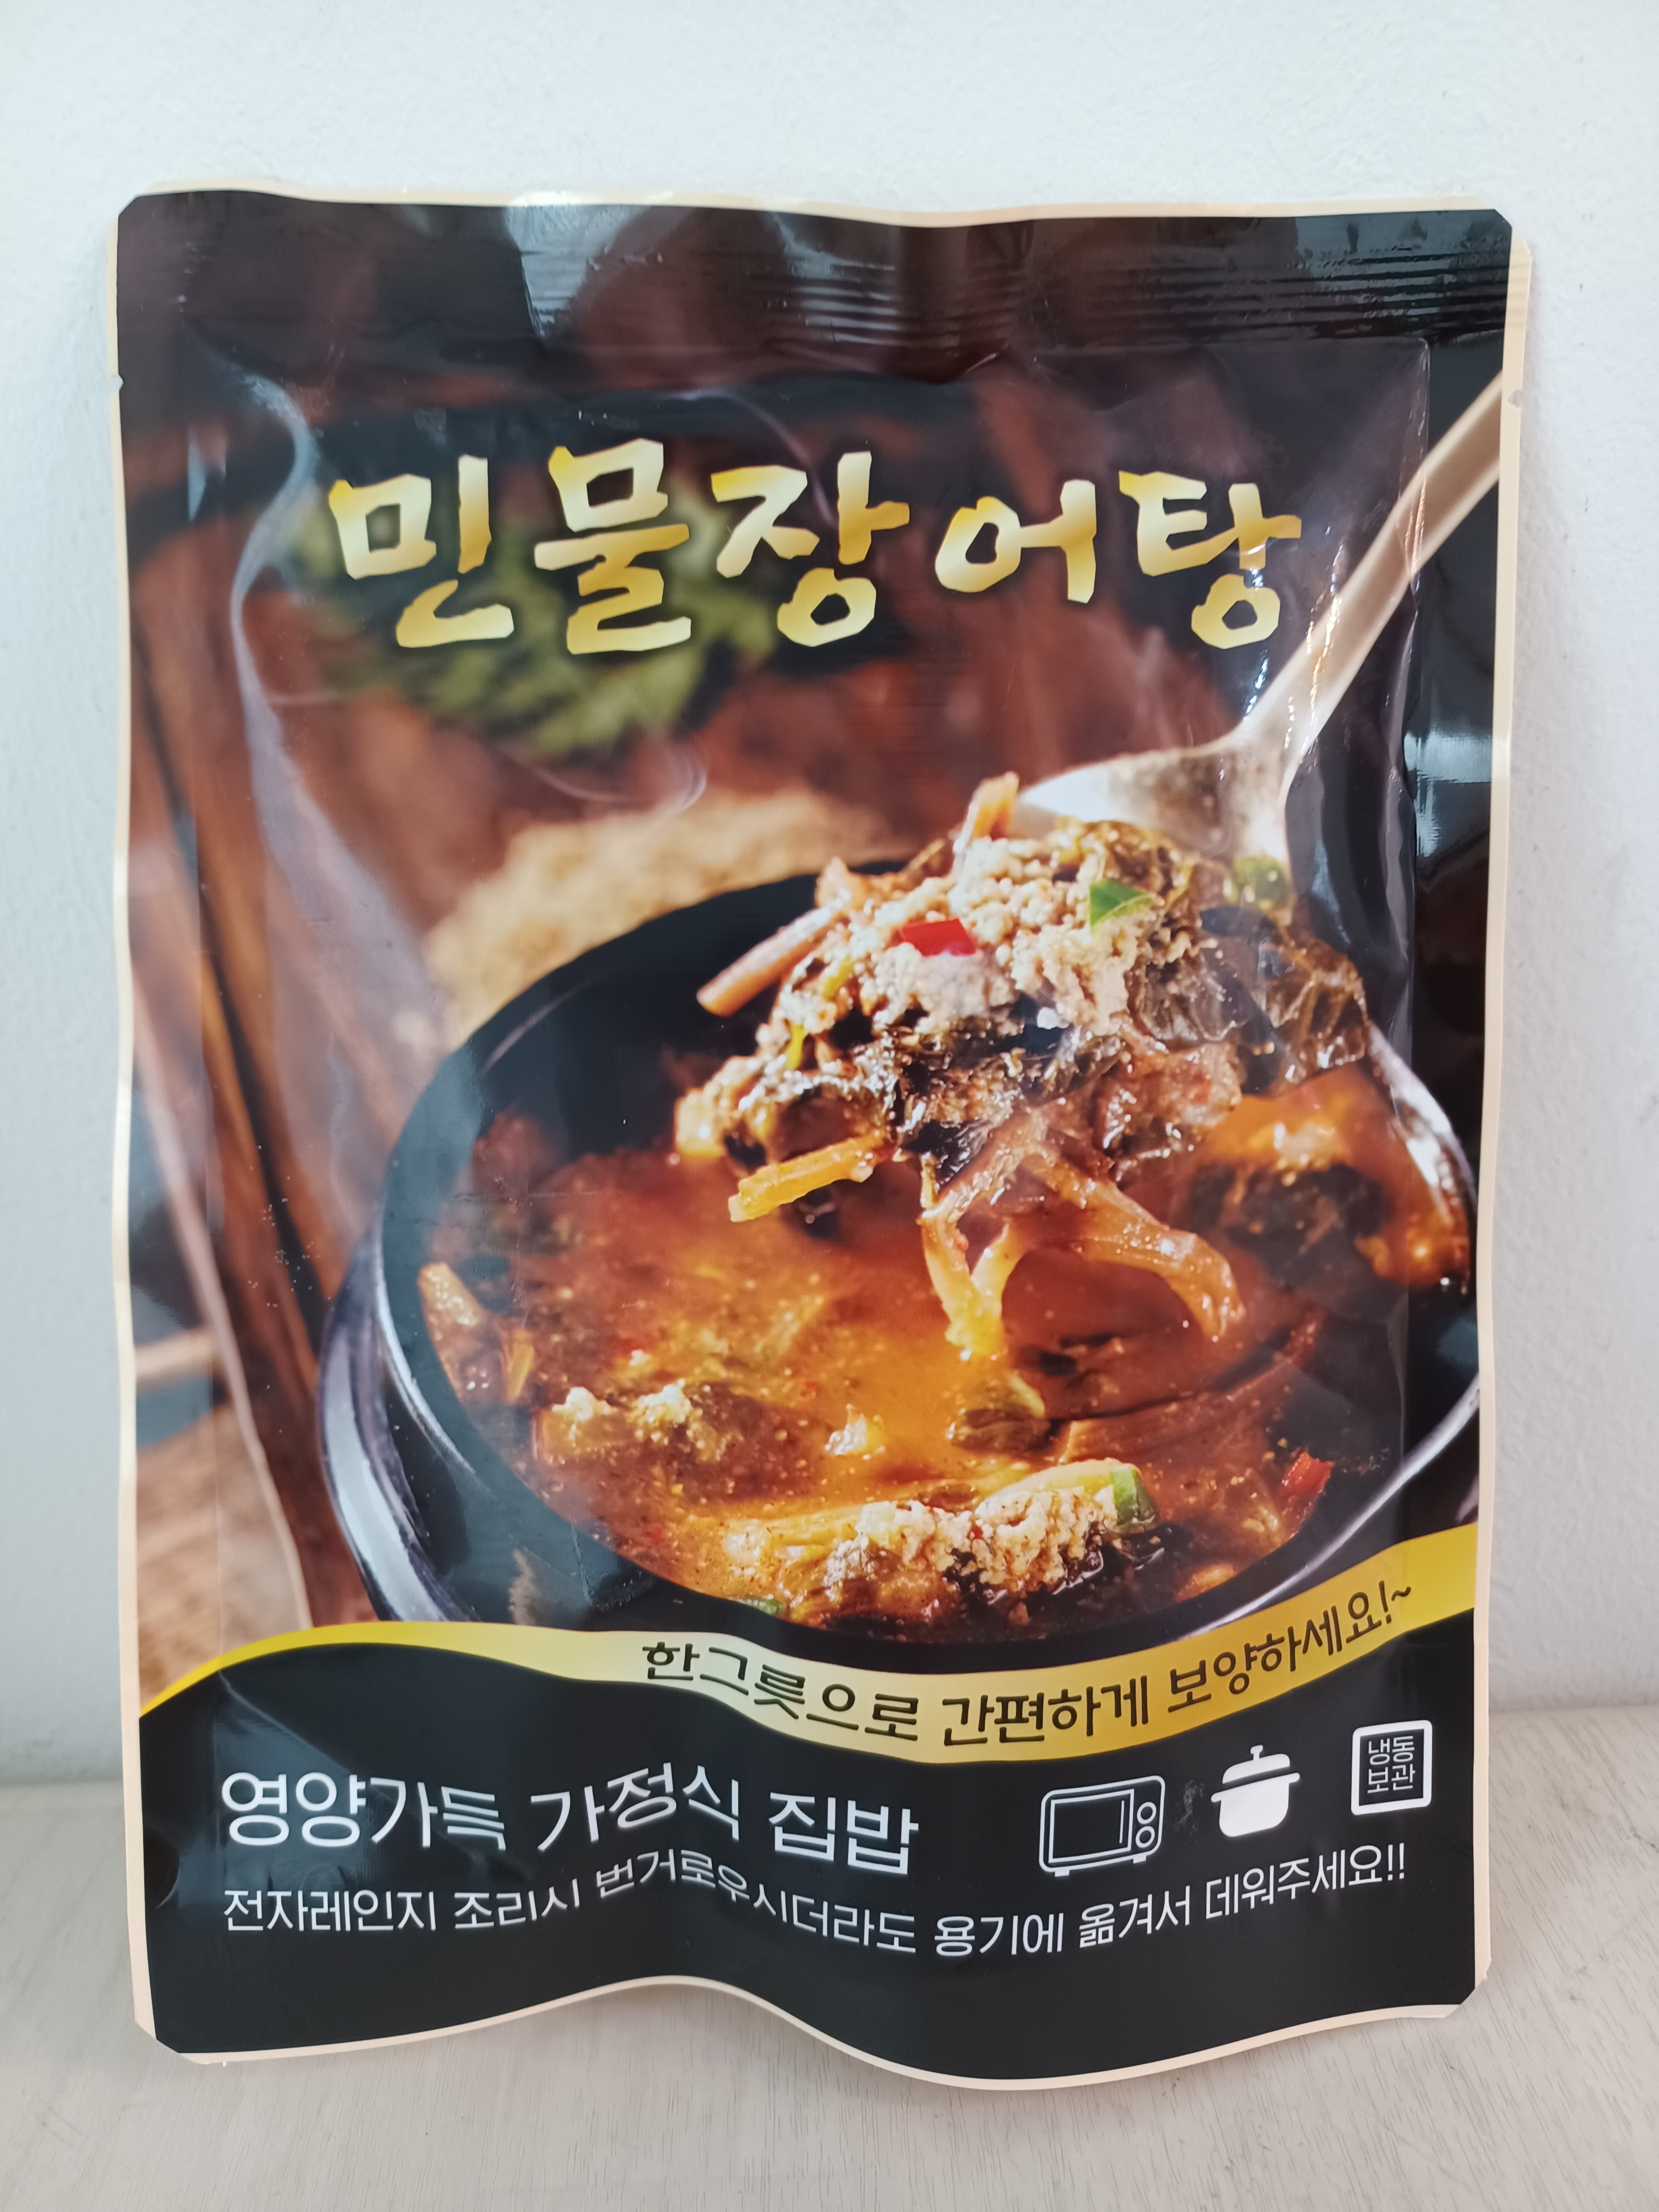 민물장어탕
한그릇으로 간편하게 보양하세요!~
영양가득 가정식 집밥
냉동
보관
전자레인지 조리시 번거로우시더라도 용기에 옮겨서 데워주세요!!